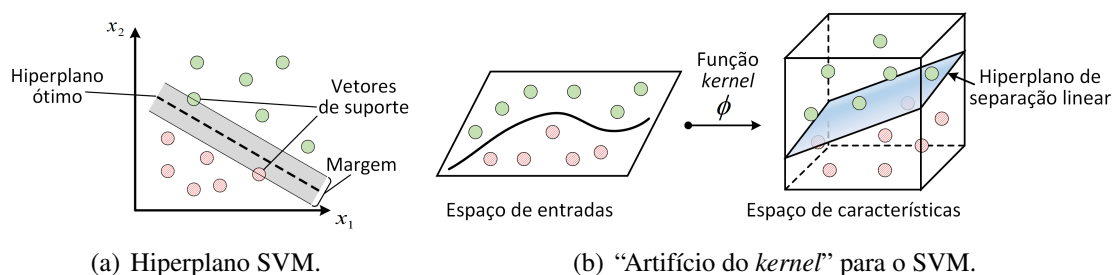 x₂
Hiperplano
ótimo
Vetores
de suporte
Margem
x₁
(a) Hiperplano SVM.
Função
kernel
ϕ
Hiperplano de
separação linear
Espaço de entradas
Espaço de características
(b) “Artifício do kernel” para o SVM.